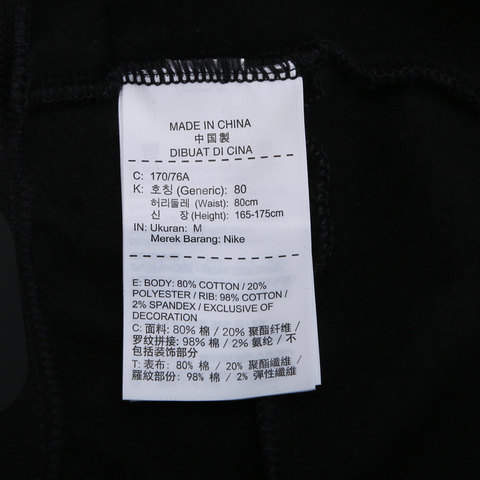 MADE IN CHINA
中国製
DIBUAT DI CINA
C: 170/76A
K: 호칭 (Generic): 80
허리둘레 (Waist): 80cm
신 장 (Height): 165-175cm
IN: Ukuran: M
Merek Barang: Nike
E: BODY: 80% COTTON / 20%
POLYESTER / RIB: 98% COTTON /
2% SPANDEX / EXCLUSIVE OF
DECORATION
C: 面料: 80% 棉 / 20% 聚酯纤维 /
罗纹拼接: 98% 棉 / 2% 氨纶 / 不
包括装饰部分
T: 表布: 80% 棉 / 20% 聚酯纖維 /
羅紋部份: 98% 棉 / 2% 彈性纖維